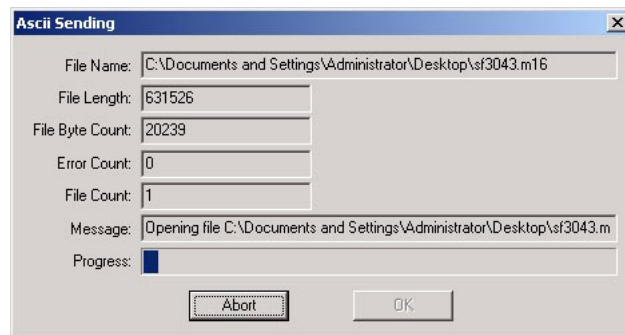 Ascii Sending
File Name: C:\Documents and Settings\Administrator\Desktop\sf3043.m16
File Length: 631526
File Byte Count: 20239
Error Count: 0
File Count: 1
Message: Opening file C:\Documents and Settings\Administrator\Desktop\sf3043.m
Progress:
Abort OK